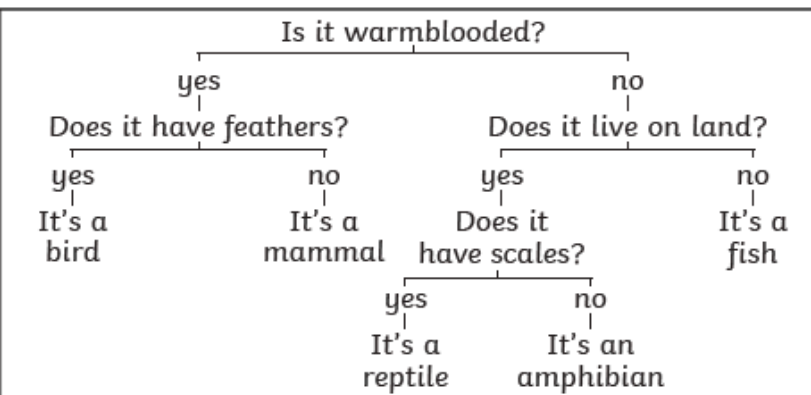 Is it warmblooded?
yes
no
Does it have feathers?
Does it live on land?
yes
no
yes
no
It's a
bird
It's a
mammal
Does it
have scales?
It's a
fish
yes
no
It's a
reptile
It's an
amphibian